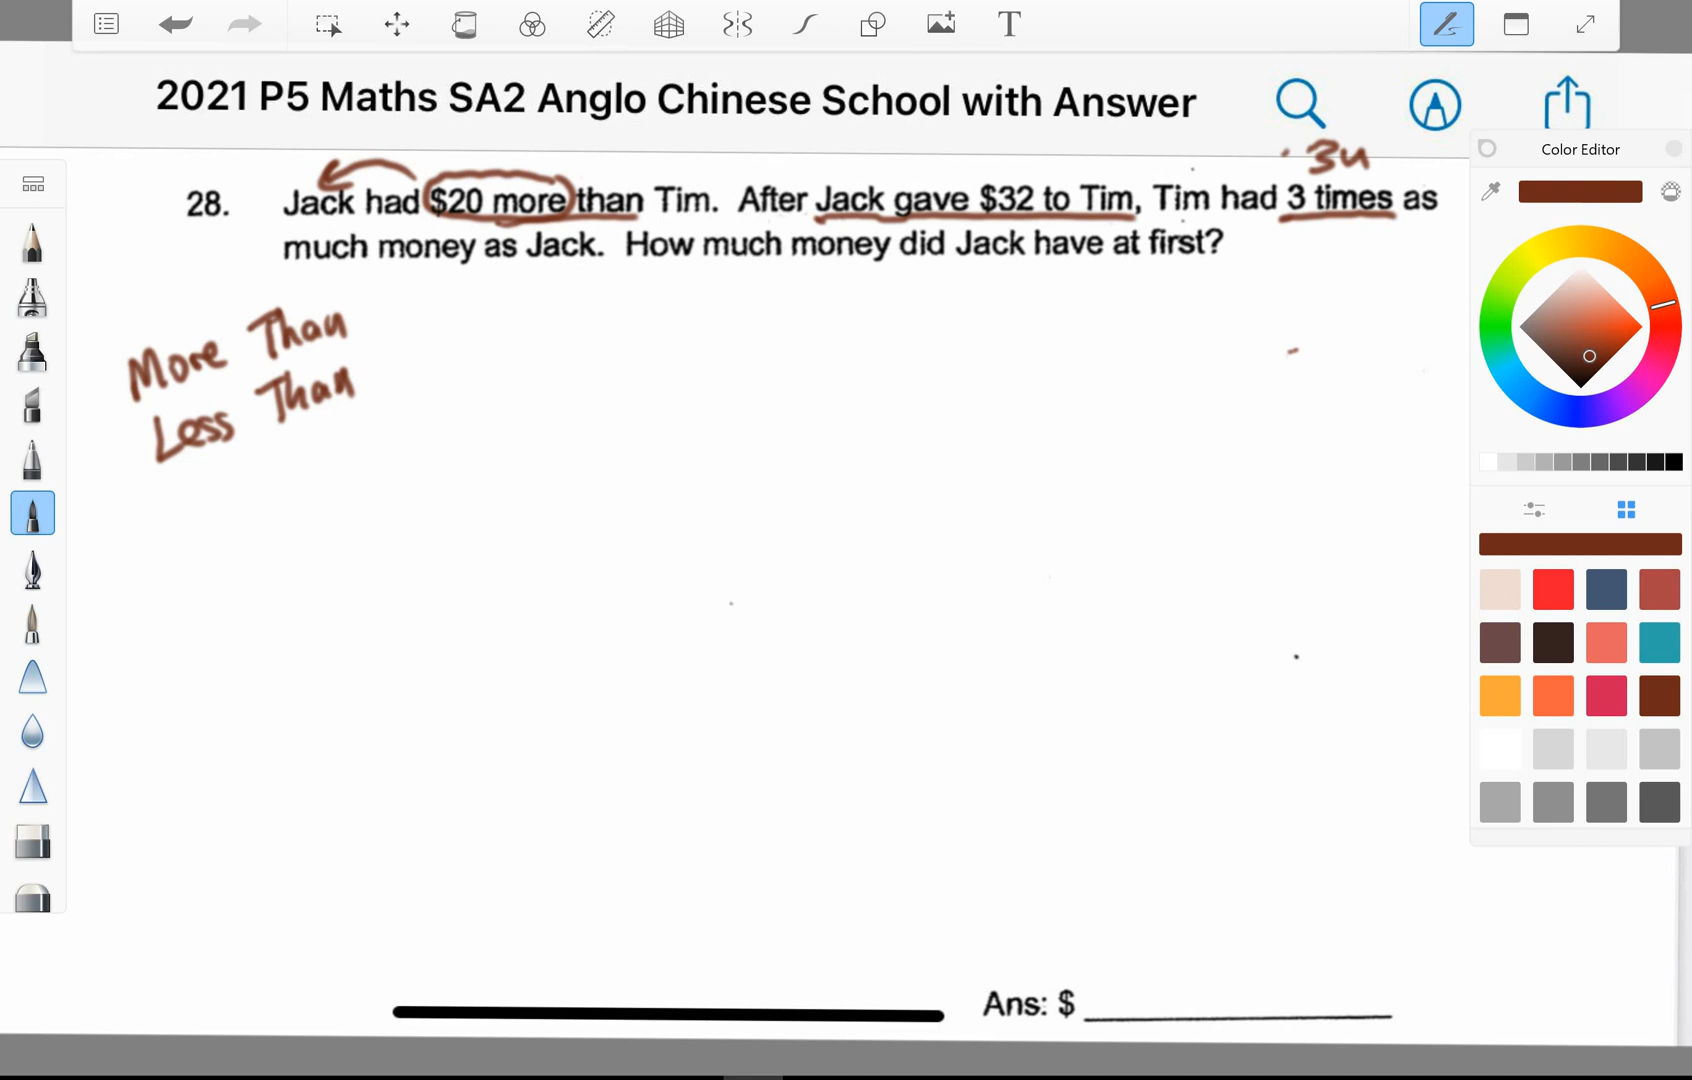 2021 P5 Maths SA2 Anglo Chinese School with Answer
Color Editor
3u
28. Jack had $20 more than Tim. After Jack gave $32 to Tim, Tim had 3 times as
much money as Jack. How much money did Jack have at first?
More Than
Less Than
Ans: $